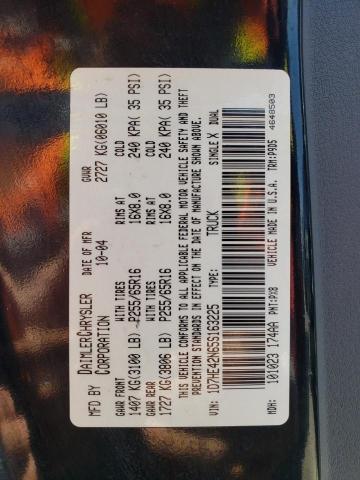 MFD BY DAIMLERCHRYSLER CORPORATION DATE OF MFR 10-04 GVWR 2727 KG(06010 LB)
GAWR FRONT WITH TIRES RIMS AT COLD
1407 KG(3100 LB) P255/65R16 16X8.0 240 KPA( 35 PSI)
GAWR REAR WITH TIRES RIMS AT COLD
1727 KG(3806 LB) P255/65R16 16X8.0 240 KPA( 35 PSI)
THIS VEHICLE CONFORMS TO ALL APPLICABLE FEDERAL MOTOR VEHICLE SAFETY AND THEFT
PREVENTION STANDARDS IN EFFECT ON THE DATE OF MANUFACTURE SHOWN ABOVE.
VIN: 1D7HE42N65S163225 TYPE: TRUCK SINGLE X DUAL
MDH: 101023 174AA PNT: PX8 VEHICLE MADE IN U.S.A. TRM: P9D5
4648503